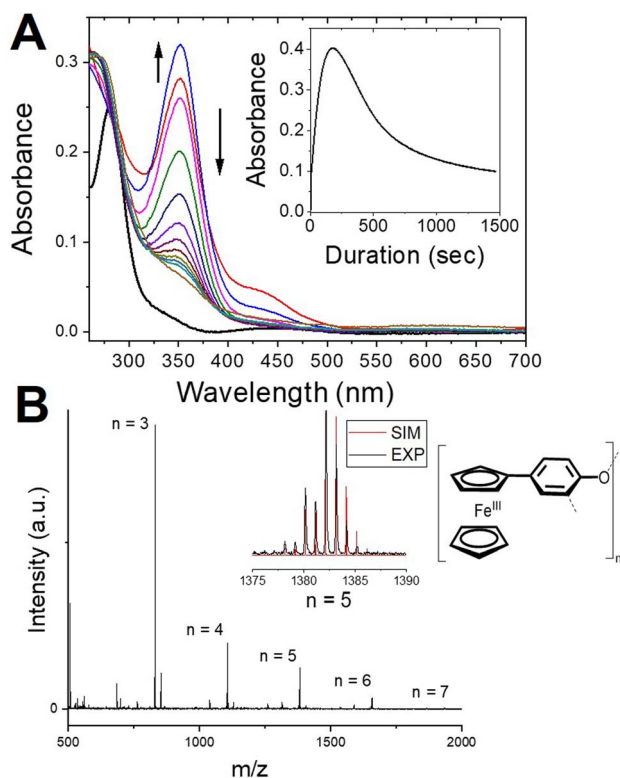 A
Absorbance
0.3
0.2
0.1
0.0
250 300 350 400 450 500 550 600 650 700
Wavelength (nm)
Absorbance
0.4
0.3
0.2
0.1
0.0
0 500 1000 1500
Duration (sec)
B
Intensity (a.u.)
0
n = 3
n = 4
n = 5
n = 6
n = 7
500 1000 1500 2000
m/z
SIM
EXP
1375 1380 1385 1390
n = 5
O
Fe^III
n